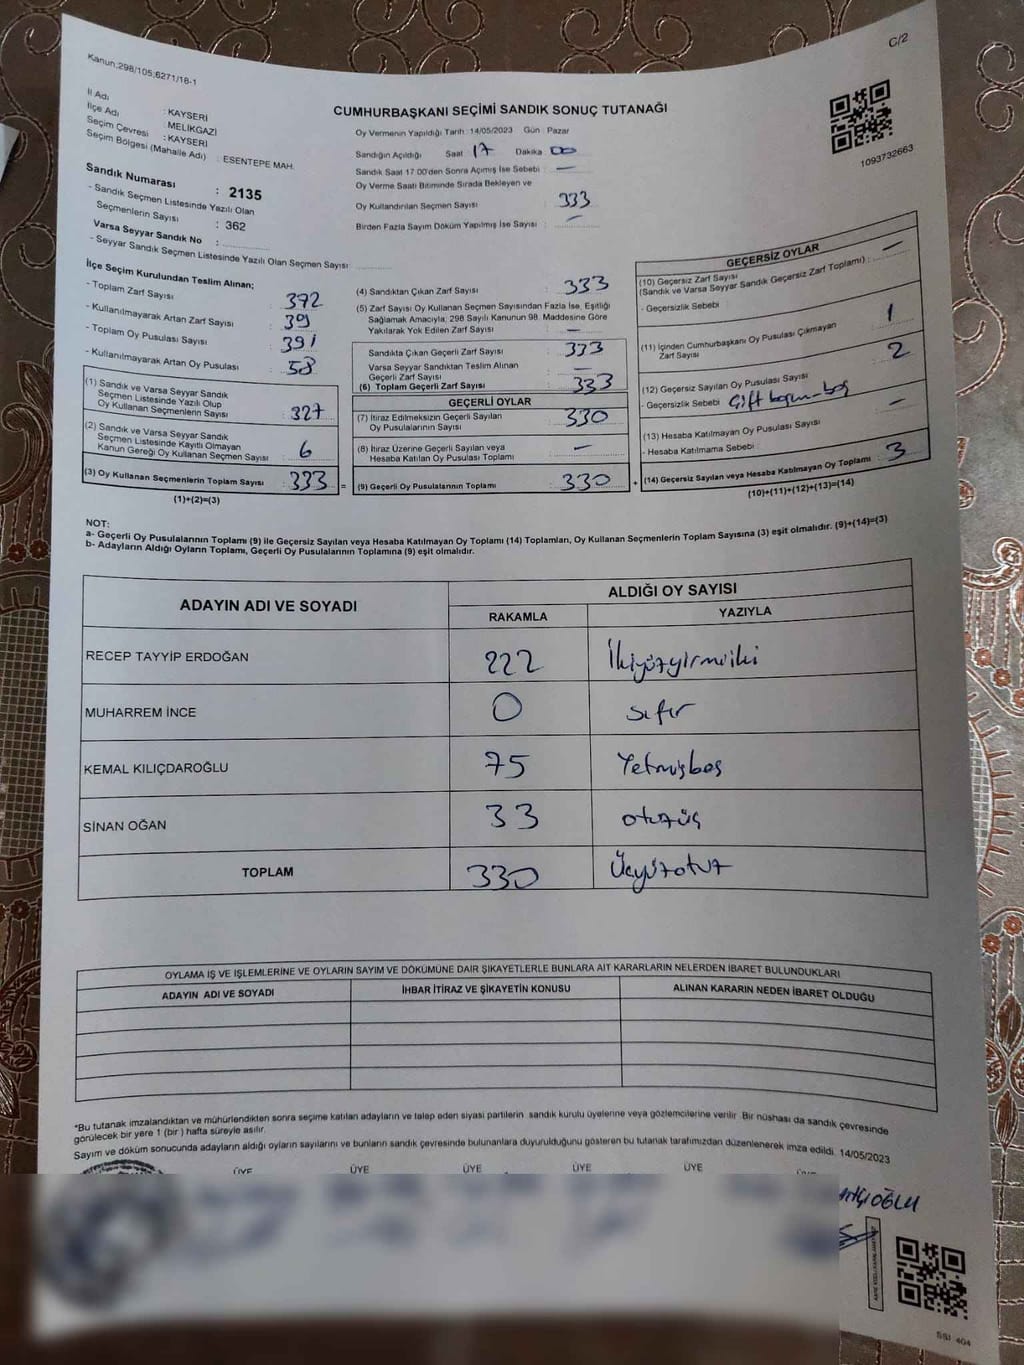 C/2
Kanun:298/105;6271/18-1
CUMHURBAŞKANI SEÇİMİ SANDIK SONUÇ TUTANAĞI
İl Adı : KAYSERİ
İlçe Adı : MELİKGAZİ
Seçim Çevresi : KAYSERİ
Seçim Bölgesi (Mahalle Adı) : ESENTEPE MAH.
Sandık Numarası : 2135
- Sandık Seçmen Listesinde Yazılı Olan
Seçmenlerin Sayısı : 362
Varsa Seyyar Sandık No :
- Seyyar Sandık Seçmen Listesinde Yazılı Olan Seçmen Sayısı
Oy Vermenin Yapıldığı Tarih : 14/05/2023 Gün : Pazar
Sandığın Açıldığı Saat : 17 Dakika : 00
Sandık Saat 17:00'den Sonra Açımış İse Sebebi : —
Oy Verme Saati Bitiminde Sırada Bekleyen ve
Oy Kullandırılan Seçmen Sayısı : 333
Birden Fazla Sayım Döküm Yapılmış İse Sayısı : —
1093732663
İlçe Seçim Kurulundan Teslim Alınan;
- Toplam Zarf Sayısı : 372
- Kullanılmayarak Artan Zarf Sayısı : 39
- Toplam Oy Pusulası Sayısı : 391
- Kullanılmayarak Artan Oy Pusulası : 58
(1) Sandık ve Varsa Seyyar Sandık
Seçmen Listesinde Yazılı Olup
Oy Kullanan Seçmenlerin Sayısı : 327
(2) Sandık ve Varsa Seyyar Sandık
Seçmen Listesinde Kayıtlı Olmayan
Kanun Gereği Oy Kullanan Seçmen Sayısı : 6
(3) Oy Kullanan Seçmenlerin Toplam Sayısı : 333
(1)+(2)=(3)
(4) Sandıktan Çıkan Zarf Sayısı : 333
(5) Zarf Sayısı Oy Kullanan Seçmen Sayısından Fazla İse, Eşitliği
Sağlamak Amacıyla; 298 Sayılı Kanunun 98. Maddesine Göre
Yakılarak Yok Edilen Zarf Sayısı : —
Sandıkta Çıkan Geçerli Zarf Sayısı : 333
Varsa Seyyar Sandıktan Teslim Alınan
Geçerli Zarf Sayısı : —
(6) Toplam Geçerli Zarf Sayısı : 333
GEÇERLİ OYLAR
(7) İtiraz Edilmeksizin Geçerli Sayılan
Oy Pusulalarının Sayısı : 330
(8) İtiraz Üzerine Geçerli Sayılan veya
Hesaba Katılan Oy Pusulası Toplamı : —
= (9) Geçerli Oy Pusulalarının Toplamı : 330
GEÇERSİZ OYLAR
(10) Geçersiz Zarf Sayısı
(Sandık ve Varsa Seyyar Sandık Geçersiz Zarf Toplamı) : —
- Geçersizlik Sebebi
(11) İçinden Cumhurbaşkanı Oy Pusulası Çıkmayan
Zarf Sayısı : 1
(12) Geçersiz Sayılan Oy Pusulası Sayısı : 2
- Geçersizlik Sebebi
(13) Hesaba Katılmayan Oy Pusulası Sayısı : —
- Hesaba Katılmama Sebebi :
+ (14) Geçersiz Sayılan veya Hesaba Katılmayan Oy Toplamı : 3
(10)+(11)+(12)+(13)=(14)
NOT:
a- Geçerli Oy Pusulalarının Toplamı (9) ile Geçersiz Sayılan veya Hesaba Katılmayan Oy Toplamı (14) Toplamları, Oy Kullanan Seçmenlerin Toplam Sayısına (3) eşit olmalıdır. (9)+(14)=(3)
b- Adayların Aldığı Oyların Toplamı, Geçerli Oy Pusulalarının Toplamına (9) eşit olmalıdır.
ADAYIN ADI VE SOYADI
ALDIĞI OY SAYISI
RAKAMLA YAZIYLA
RECEP TAYYİP ERDOĞAN 222 İkiyüzyirmiiki
MUHARREM İNCE 0 sıfır
KEMAL KILIÇDAROĞLU 75 Yetmişbeş
SİNAN OĞAN 33 otuzüç
TOPLAM 330 Üçyüzotuz
OYLAMA İŞ VE İŞLEMLERİNE VE OYLARIN SAYIM VE DÖKÜMÜNE DAİR ŞİKAYETLERLE BUNLARA AİT KARARLARIN NELERDEN İBARET BULUNDUKLARI
ADAYIN ADI VE SOYADI İHBAR İTİRAZ VE ŞİKAYETİN KONUSU ALINAN KARARIN NEDEN İBARET OLDUĞU
*Bu tutanak imzalandıktan ve mühürlendikten sonra seçime katılan adayların ve talep eden siyasi partilerin sandık kurulu üyelerine veya gözlemcilerine verilir. Bir nüshası da sandık çevresinde
görülecek bir yere 1 (bir) hafta süreyle asılır.
Sayım ve döküm sonucunda adayların aldığı oyların sayılarını ve bunların sandık çevresinde bulunanlara duyurulduğunu gösteren bu tutanak tarafımızdan düzenlenerek imza edildi. 14/05/2023
ÜYE ÜYE ÜYE ÜYE ÜYE
SSI 404